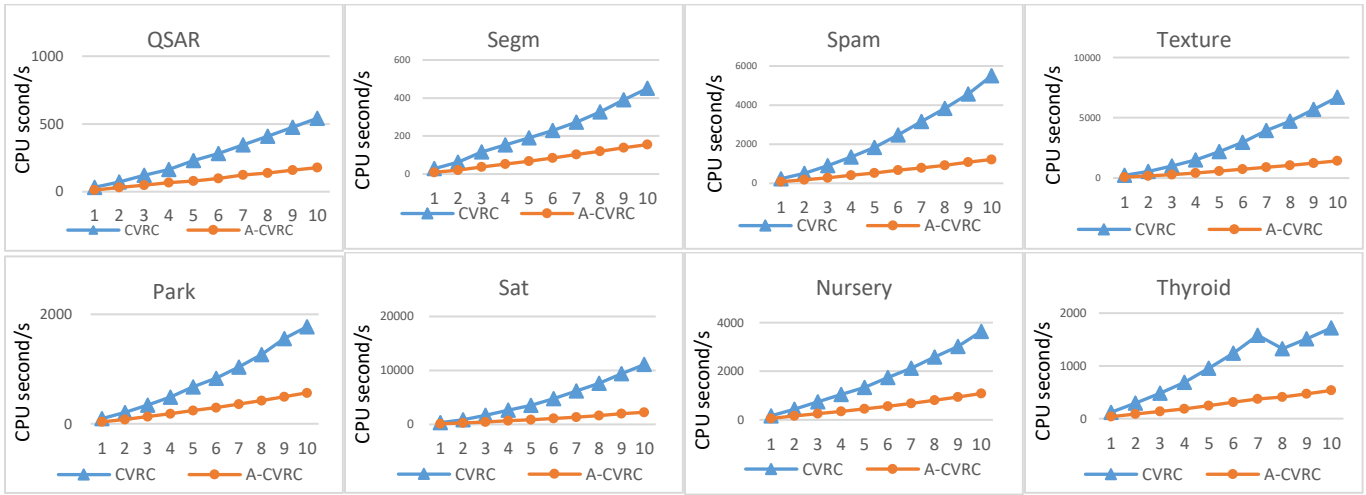 QSAR
CPU scond/s
1000
500
0
1 2 3 4 5 6 7 8 9 10
CVRC A-CVRC
Segm
CPU second/s
600
400
200
0
1 2 3 4 5 6 7 8 9 10
CVRC A-CVRC
Spam
CPU second/s
6000
4000
2000
0
1 2 3 4 5 6 7 8 9 10
CVRC A-CVRC
Texture
CPU second/s
10000
5000
0
1 2 3 4 5 6 7 8 9 10
CVRC A-CVRC
Park
CPU second/s
2000
0
1 2 3 4 5 6 7 8 9 10
CVRC A-CVRC
Sat
CPU second/s
20000
10000
0
1 2 3 4 5 6 7 8 9 10
CVRC A-CVRC
Nursery
CPU second/s
4000
2000
0
1 2 3 4 5 6 7 8 9 10
CVRC A-CVRC
Thyroid
CPU second/s
2000
1000
0
1 2 3 4 5 6 7 8 9 10
CVRC A-CVRC